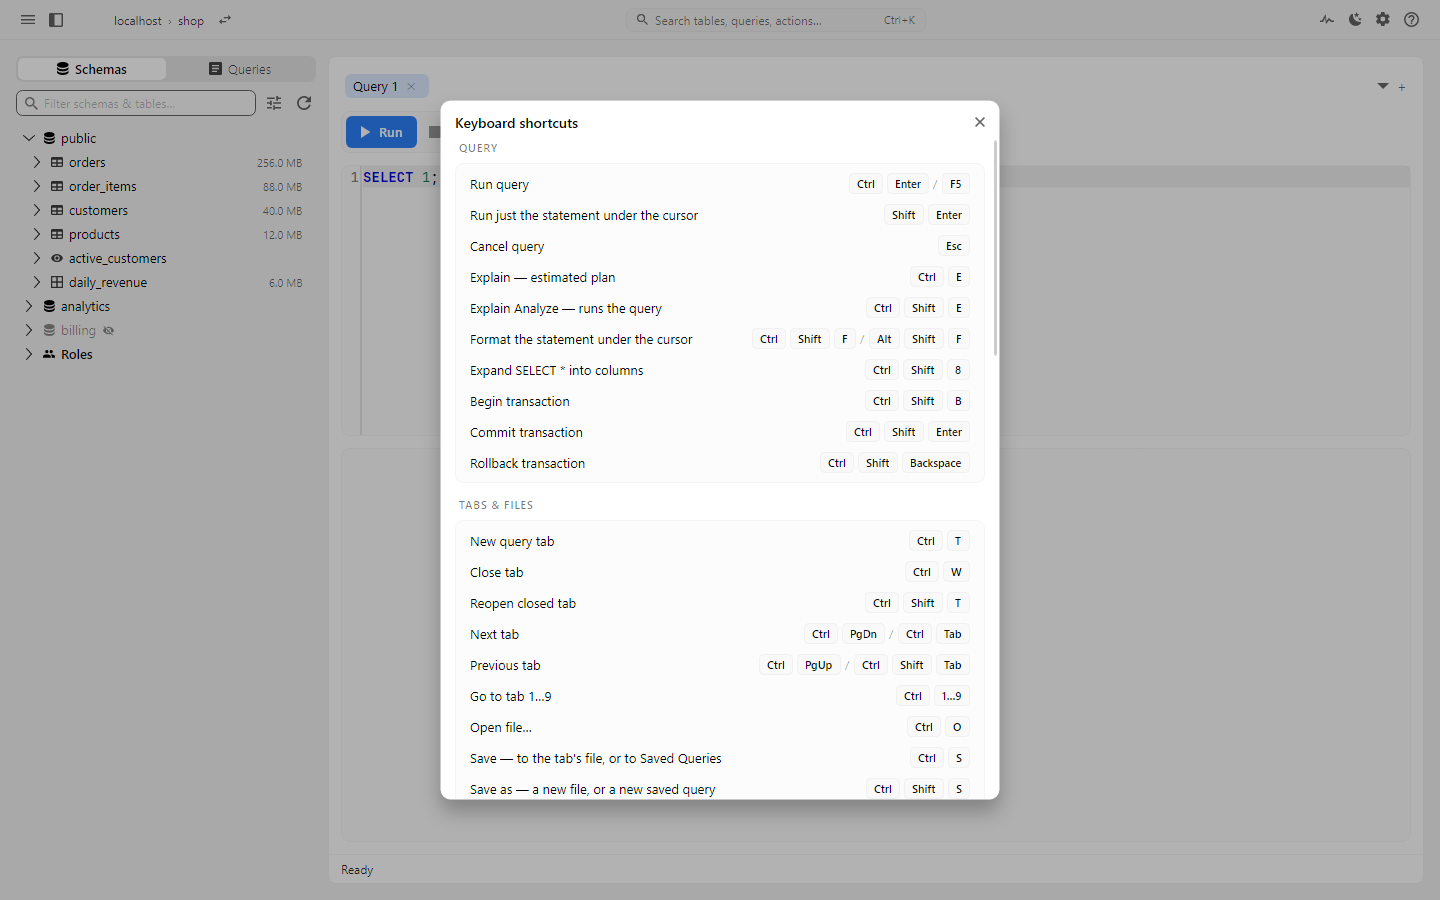 localhost › shop
Search tables, queries, actions... Ctrl+K
Schemas
Queries
Filter schemas & tables...
public
orders 256.0 MB
order_items 88.0 MB
customers 40.0 MB
products 12.0 MB
active_customers
daily_revenue 6.0 MB
analytics
billing
Roles
Query 1
Run
1 SELECT 1;
Keyboard shortcuts
QUERY
Run query Ctrl Enter / F5
Run just the statement under the cursor Shift Enter
Cancel query Esc
Explain — estimated plan Ctrl E
Explain Analyze — runs the query Ctrl Shift E
Format the statement under the cursor Ctrl Shift F / Alt Shift F
Expand SELECT * into columns Ctrl Shift 8
Begin transaction Ctrl Shift B
Commit transaction Ctrl Shift Enter
Rollback transaction Ctrl Shift Backspace
TABS & FILES
New query tab Ctrl T
Close tab Ctrl W
Reopen closed tab Ctrl Shift T
Next tab Ctrl PgDn / Ctrl Tab
Previous tab Ctrl PgUp / Ctrl Shift Tab
Go to tab 1…9 Ctrl 1…9
Open file… Ctrl O
Save — to the tab's file, or to Saved Queries Ctrl S
Save as — a new file, or a new saved query Ctrl Shift S
Ready